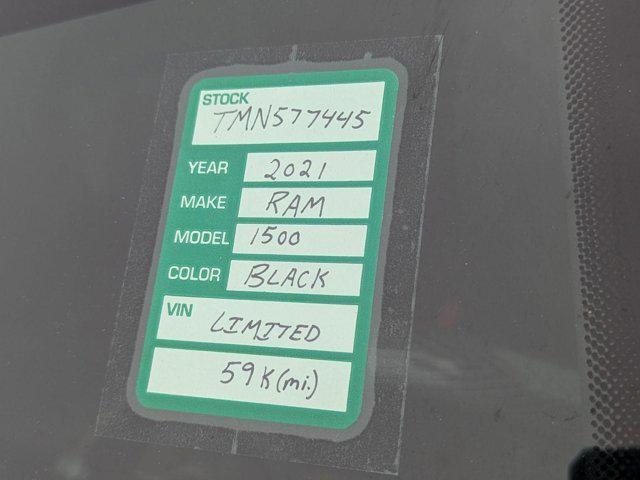 STOCK
TMN577445
YEAR 2021
MAKE RAM
MODEL 1500
COLOR BLACK
VIN
LIMITED
59K(mi.)